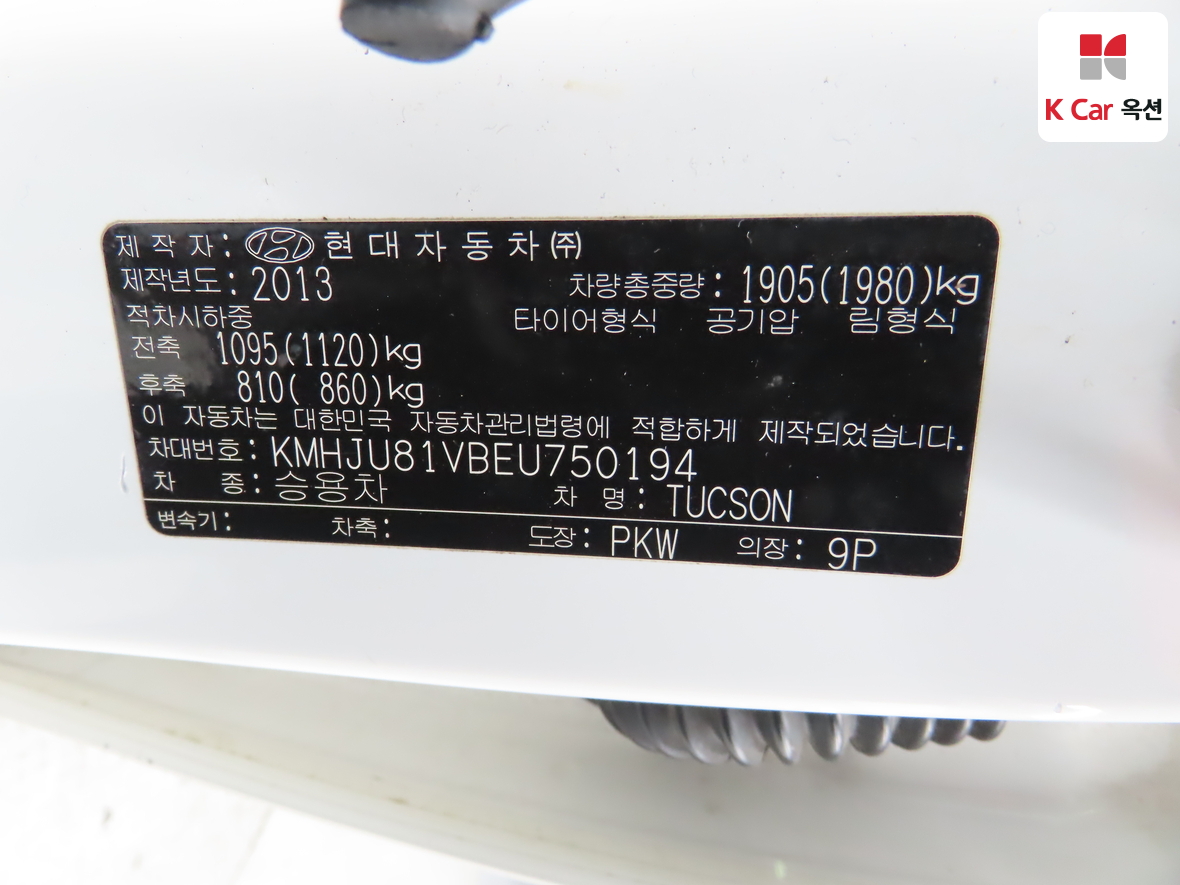 K Car 옥션
제 작 자 : 현 대 자 동 차 ㈜
제작년도 : 2013 차량총중량 : 1905(1980)kg
적차시하중 타이어형식 공기압 림형식
전축 1095(1120)kg
후축 810( 860)kg
이 자동차는 대한민국 자동차관리법령에 적합하게 제작되었습니다.
차대번호 : KMHJU81VBEU750194
차 종 : 승용차 차 명 : TUCSON
변속기 : 차축 : 도장 : PKW 의장 : 9P